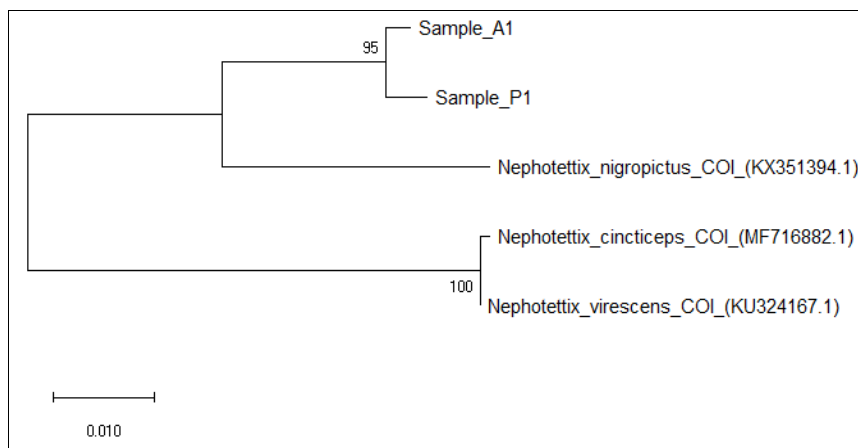 Sample_A1
95
Sample_P1
Nephotettix_nigropictus_COI_(KX351394.1)
Nephotettix_cincticeps_COI_(MF716882.1)
100
Nephotettix_virescens_COI_(KU324167.1)
0.010